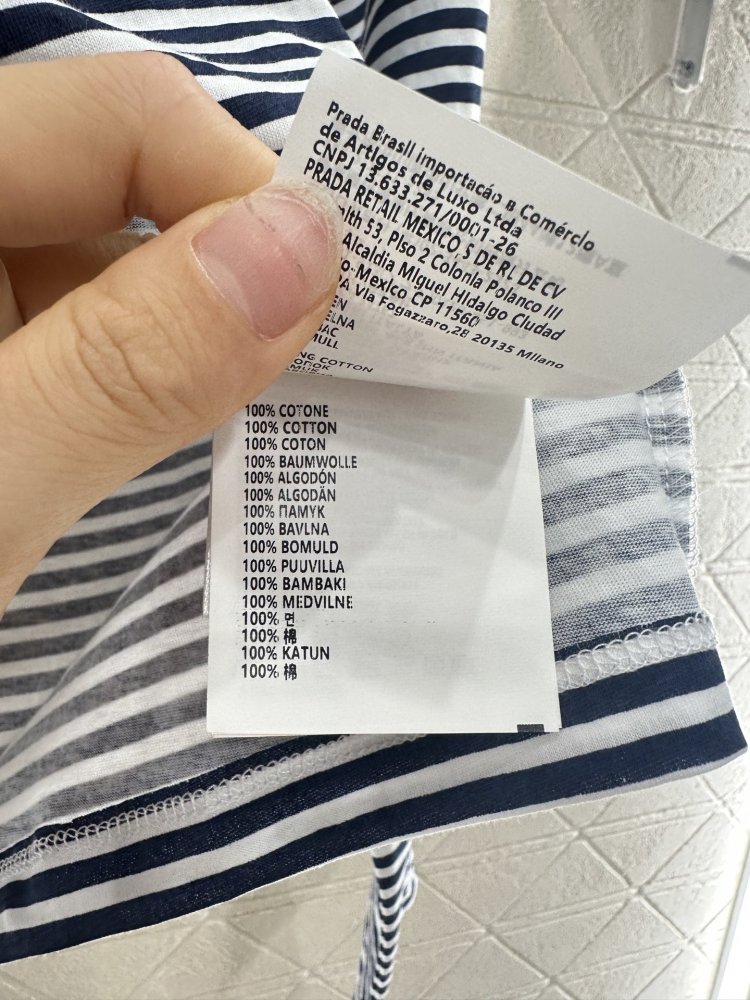 Prada Brasil importacáo e Comércio
de Artigos de Luxo Ltda
CNPJ 13.633.271/0001-26
PRADA RETAIL MEXICO S DE RL DE CV
53, Piso 2 Colonia Polanco III
Alcaldia Miguel Hidalgo Ciudad
Mexico CP 11560
Via Fogazzaro,28 20135 Milano
COTTON
100% COTONE
100% COTTON
100% COTON
100% BAUMWOLLE
100% ALGODÓN
100% ALGODÄN
100% ПАМУК
100% BAVLNA
100% BOMULD
100% PUUVILLA
100% BAMBAKI
100% MEDVILNE
100% 면
100% 棉
100% KATUN
100% 棉